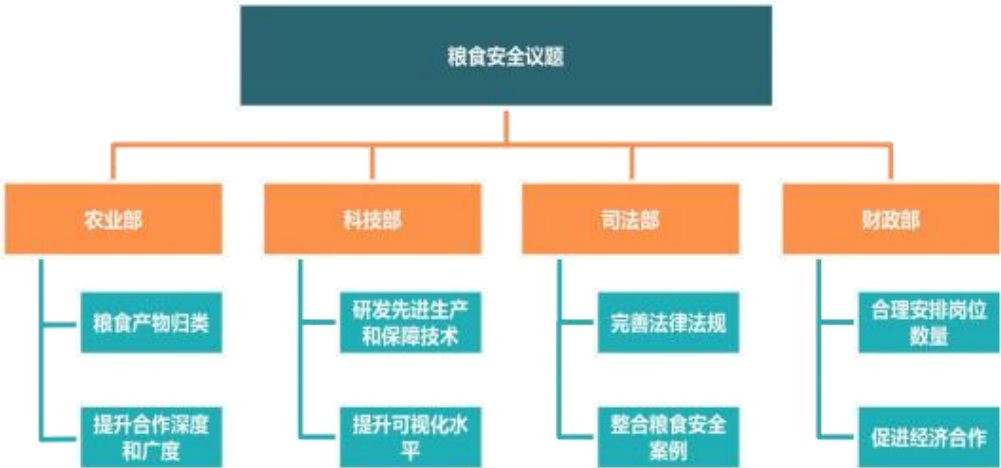 粮食安全议题
农业部
科技部
司法部
财政部
粮食产物归类
研发先进生产
和保障技术
完善法律法规
合理安排岗位
数量
提升合作深度
和广度
提升可视化水
平
整合粮食安全
案例
促进经济合作